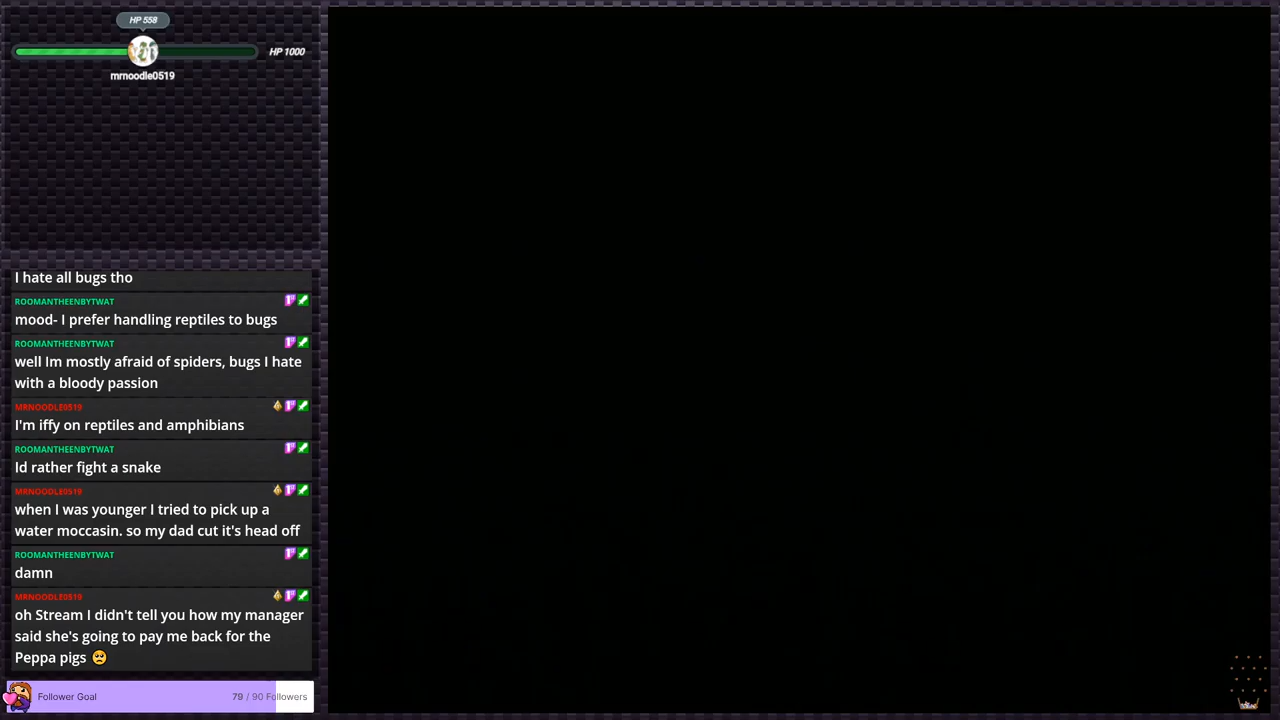 HP 558
HP 1000
mrnoodle0519
I hate all bugs tho
ROOMANTHEENBYTWAT
mood- I prefer handling reptiles to bugs
ROOMANTHEENBYTWAT
well Im mostly afraid of spiders, bugs I hate
with a bloody passion
MRNOODLE0519
I'm iffy on reptiles and amphibians
ROOMANTHEENBYTWAT
Id rather fight a snake
MRNOODLE0519
when I was younger I tried to pick up a
water moccasin. so my dad cut it's head off
ROOMANTHEENBYTWAT
damn
MRNOODLE0519
oh Stream I didn't tell you how my manager
said she's going to pay me back for the
Peppa pigs 🥺
Follower Goal 79 / 90 Followers